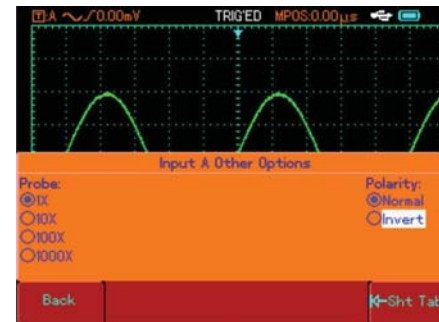 T:A 0.00mV TRIG'ED MPOS:0.00μs
Input A Other Options
Probe: Polarity:
1X Normal
10X Invert
100X
1000X
Back Sht Tab